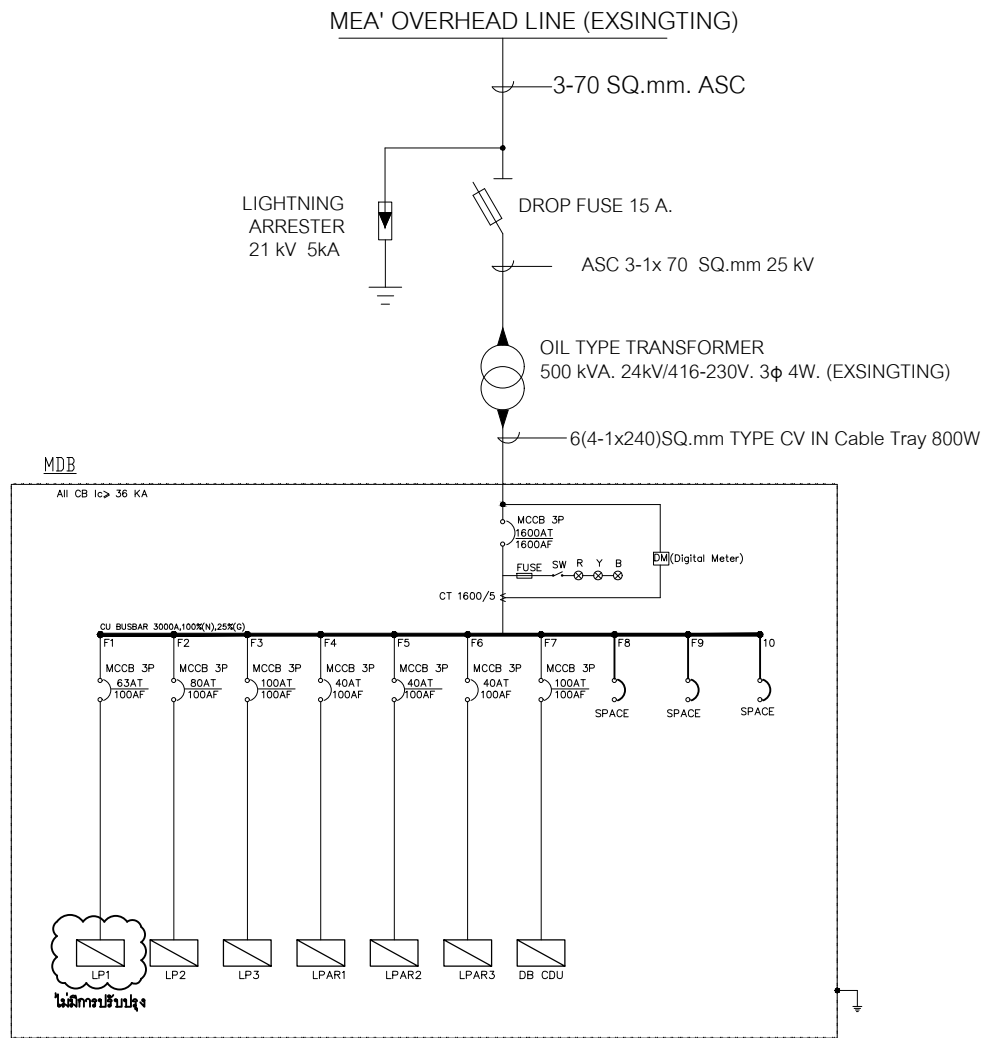 MEA' OVERHEAD LINE (EXSINGTING)
3-70 SQ.mm. ASC
LIGHTNING
ARRESTER
21 kV 5kA
DROP FUSE 15 A.
ASC 3-1x 70 SQ.mm 25 kV
OIL TYPE TRANSFORMER
500 kVA. 24kV/416-230V. 3ϕ 4W. (EXSINGTING)
6(4-1x240)SQ.mm TYPE CV IN Cable Tray 800W
MDB
All CB Ic≥ 36 KA
MCCB 3P
1600AT
1600AF
DM (Digital Meter)
FUSE SW R Y B
CT 1600/5
CU BUSBAR 3000A,100%(N),25%(G)
F1 F2 F3 F4 F5 F6 F7 F8 F9 10
MCCB 3P MCCB 3P MCCB 3P MCCB 3P MCCB 3P MCCB 3P MCCB 3P
63AT 80AT 100AT 40AT 40AT 40AT 100AT
100AF 100AF 100AF 100AF 100AF 100AF 100AF
SPACE SPACE SPACE
LP1 LP2 LP3 LPAR1 LPAR2 LPAR3 DB CDU
ไม่มีการปรับปรุง